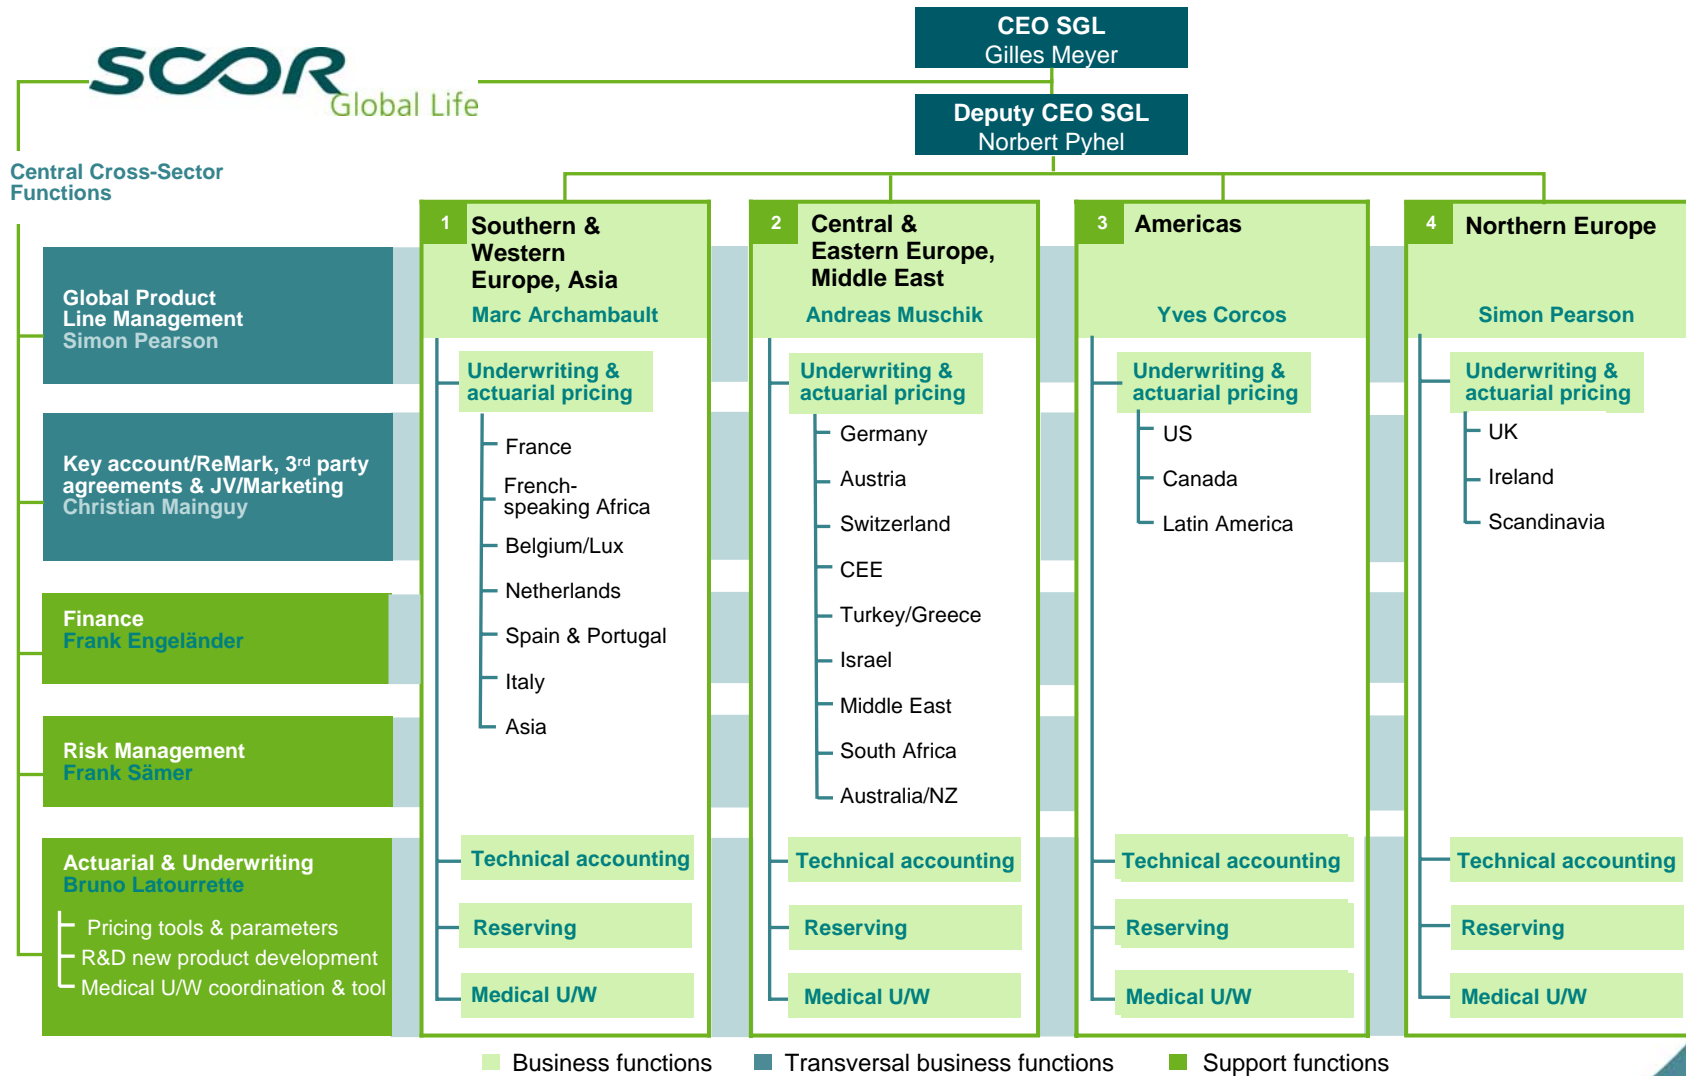 CEO SGL
Gilles Meyer
SCOR
Global Life
Deputy CEO SGL
Norbert Pyhel
Central Cross-Sector
Functions
Global Product
Line Management
Simon Pearson
Key account/ReMark, 3rd party
agreements & JV/Marketing
Christian Mainguy
Finance
Frank Engeländer
Risk Management
Frank Sämer
Actuarial & Underwriting
Bruno Latourrette
Pricing tools & parameters
R&D new product development
Medical U/W coordination & tool
1
Southern &
Western
Europe, Asia
Marc Archambault
Underwriting &
actuarial pricing
France
French-
speaking Africa
Belgium/Lux
Netherlands
Spain & Portugal
Italy
Asia
Technical accounting
Reserving
Medical U/W
2
Central &
Eastern Europe,
Middle East
Andreas Muschik
Underwriting &
actuarial pricing
Germany
Austria
Switzerland
CEE
Turkey/Greece
Israel
Middle East
South Africa
Australia/NZ
Technical accounting
Reserving
Medical U/W
3
Americas
Yves Corcos
Underwriting &
actuarial pricing
US
Canada
Latin America
Technical accounting
Reserving
Medical U/W
4
Northern Europe
Simon Pearson
Underwriting &
actuarial pricing
UK
Ireland
Scandinavia
Technical accounting
Reserving
Medical U/W
Business functions
Transversal business functions
Support functions